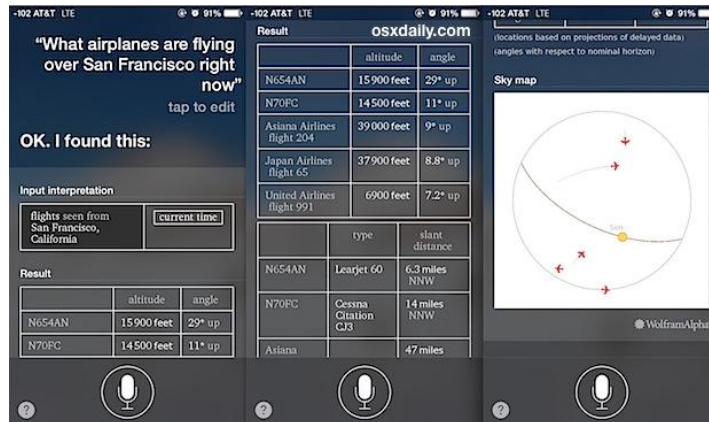 -102 AT&T LTE 91%
“What airplanes are flying
over San Francisco right
now”
tap to edit
OK. I found this:
Input interpretation
flights seen from
San Francisco,
California
current time
Result
altitude angle
N654AN 15900 feet 29° up
N70FC 14500 feet 11° up
?
-102 AT&T LTE 91%
osxdaily.com
Result
altitude angle
N654AN 15900 feet 29° up
N70FC 14500 feet 11° up
Asiana Airlines
flight 204
39000 feet 9° up
Japan Airlines
flight 65
37900 feet 8.8° up
United Airlines
flight 991
6900 feet 7.2° up
type slant
distance
N654AN Learjet 60 6.3 miles
NNW
N70FC Cessna
Citation
CJ3
14 miles
NNW
Asiana 47 miles
?
-102 AT&T LTE 91%
(locations based on projections of delayed data)
(angles with respect to nominal horizon)
Sky map
Sun
WolframAlpha
?